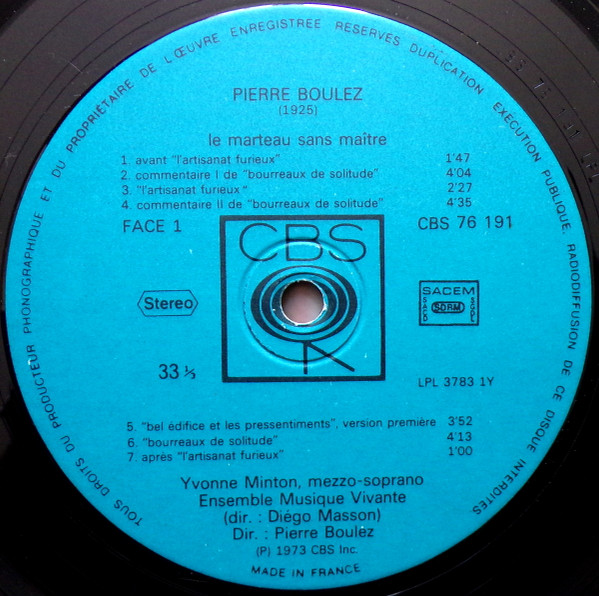 TOUS DROITS DU PRODUCTEUR PHONOGRAPHIQUE ET DU PROPRIÉTAIRE DE L'ŒUVRE ENREGISTREE RESERVES DUPLICATION EXECUTION PUBLIQUE, RADIODIFFUSION DE CE DISQUE INTERDITES
PIERRE BOULEZ
(1925)
le marteau sans maître
1 avant "l'artisanat furieux" 1'47
2. commentaire I de "bourreaux de solitude" 4'04
3. "l'artisanat furieux" 2'27
4. commentaire II de "bourreaux de solitude" 4'35
FACE 1
CBS
CBS 76 191
Stereo
SACEM
SACD SDRM SGDL
33 ⅓
LPL 3783 1Y
5. "bel édifice et les pressentiments", version première 3'52
6. "bourreaux de solitude" 4'13
7. après "l'artisanat furieux" 1'00
Yvonne Minton, mezzo-soprano
Ensemble Musique Vivante
(dir. : Diégo Masson)
Dir. : Pierre Boulez
(P) 1973 CBS Inc.
MADE IN FRANCE